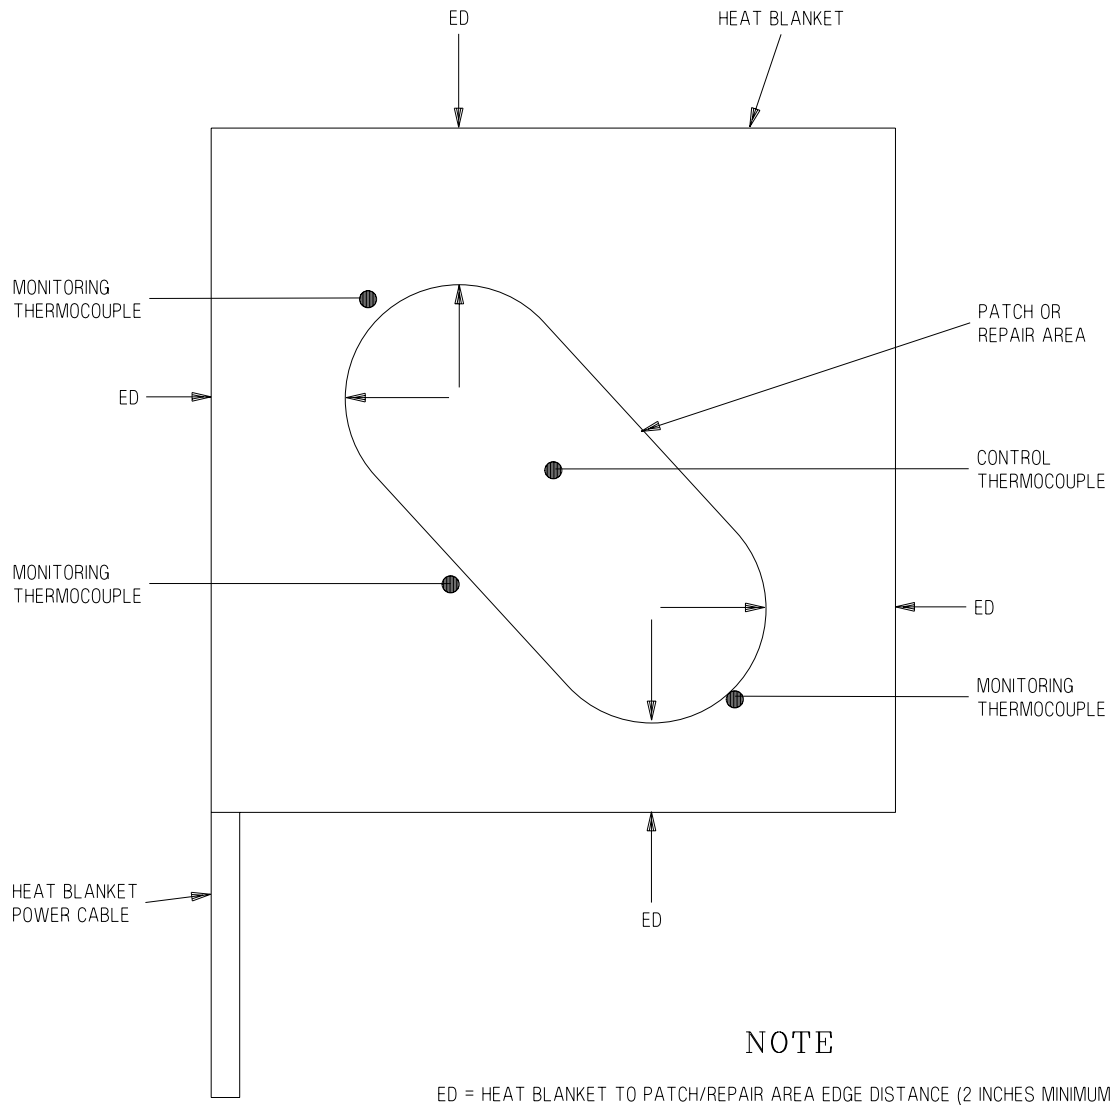 ED
HEAT BLANKET
MONITORING
THERMOCOUPLE
PATCH OR
REPAIR AREA
ED
CONTROL
THERMOCOUPLE
MONITORING
THERMOCOUPLE
ED
MONITORING
THERMOCOUPLE
HEAT BLANKET
POWER CABLE
ED
NOTE
ED = HEAT BLANKET TO PATCH/REPAIR AREA EDGE DISTANCE (2 INCHES MINIMUM